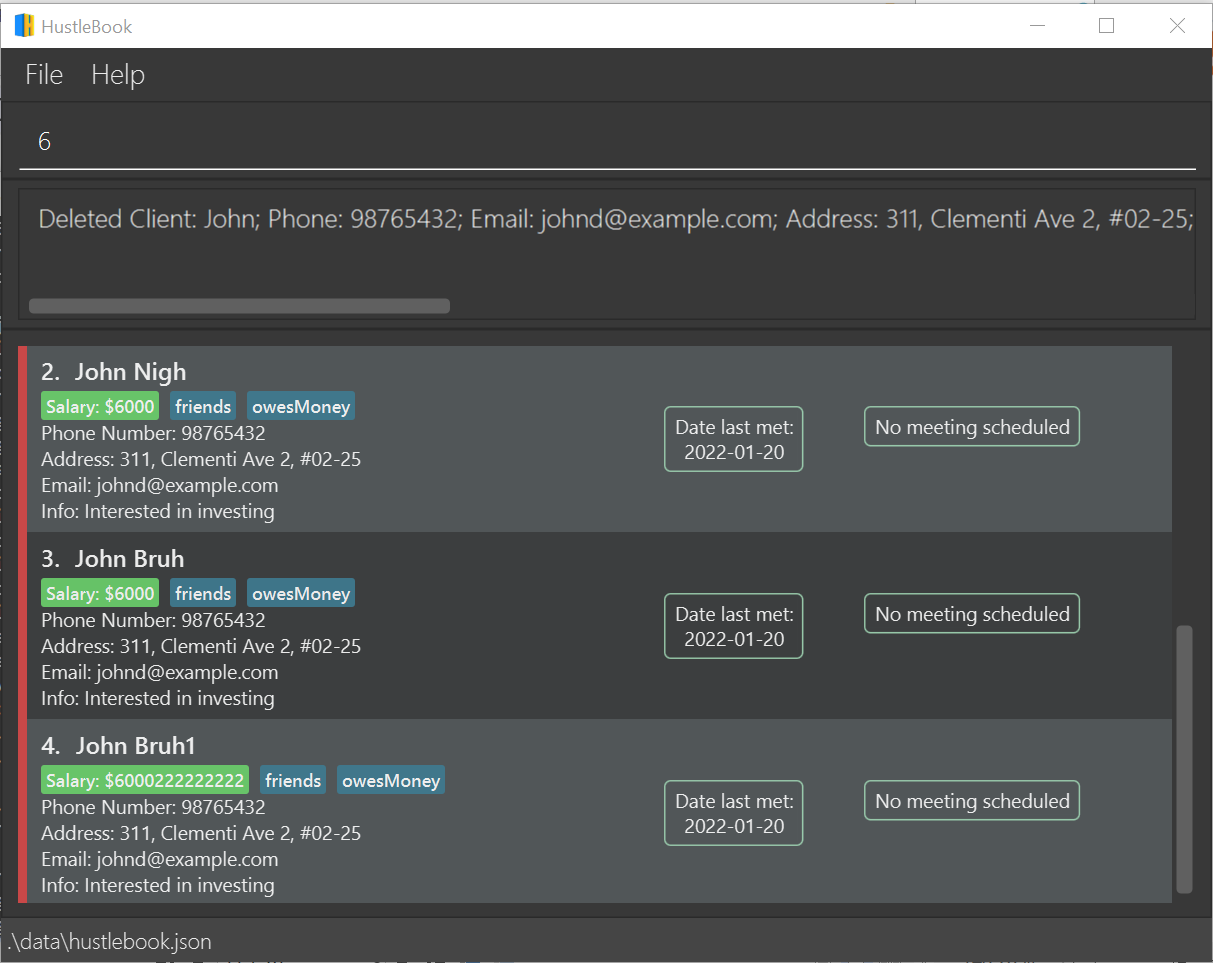 HustleBook
File Help
6
Deleted Client: John; Phone: 98765432; Email: johnd@example.com; Address: 311, Clementi Ave 2, #02-25;
2. John Nigh
Salary: $6000 friends owesMoney
Phone Number: 98765432
Address: 311, Clementi Ave 2, #02-25
Email: johnd@example.com
Info: Interested in investing
Date last met:
2022-01-20
No meeting scheduled
3. John Bruh
Salary: $6000 friends owesMoney
Phone Number: 98765432
Address: 311, Clementi Ave 2, #02-25
Email: johnd@example.com
Info: Interested in investing
Date last met:
2022-01-20
No meeting scheduled
4. John Bruh1
Salary: $6000222222222 friends owesMoney
Phone Number: 98765432
Address: 311, Clementi Ave 2, #02-25
Email: johnd@example.com
Info: Interested in investing
Date last met:
2022-01-20
No meeting scheduled
.\data\hustlebook.json